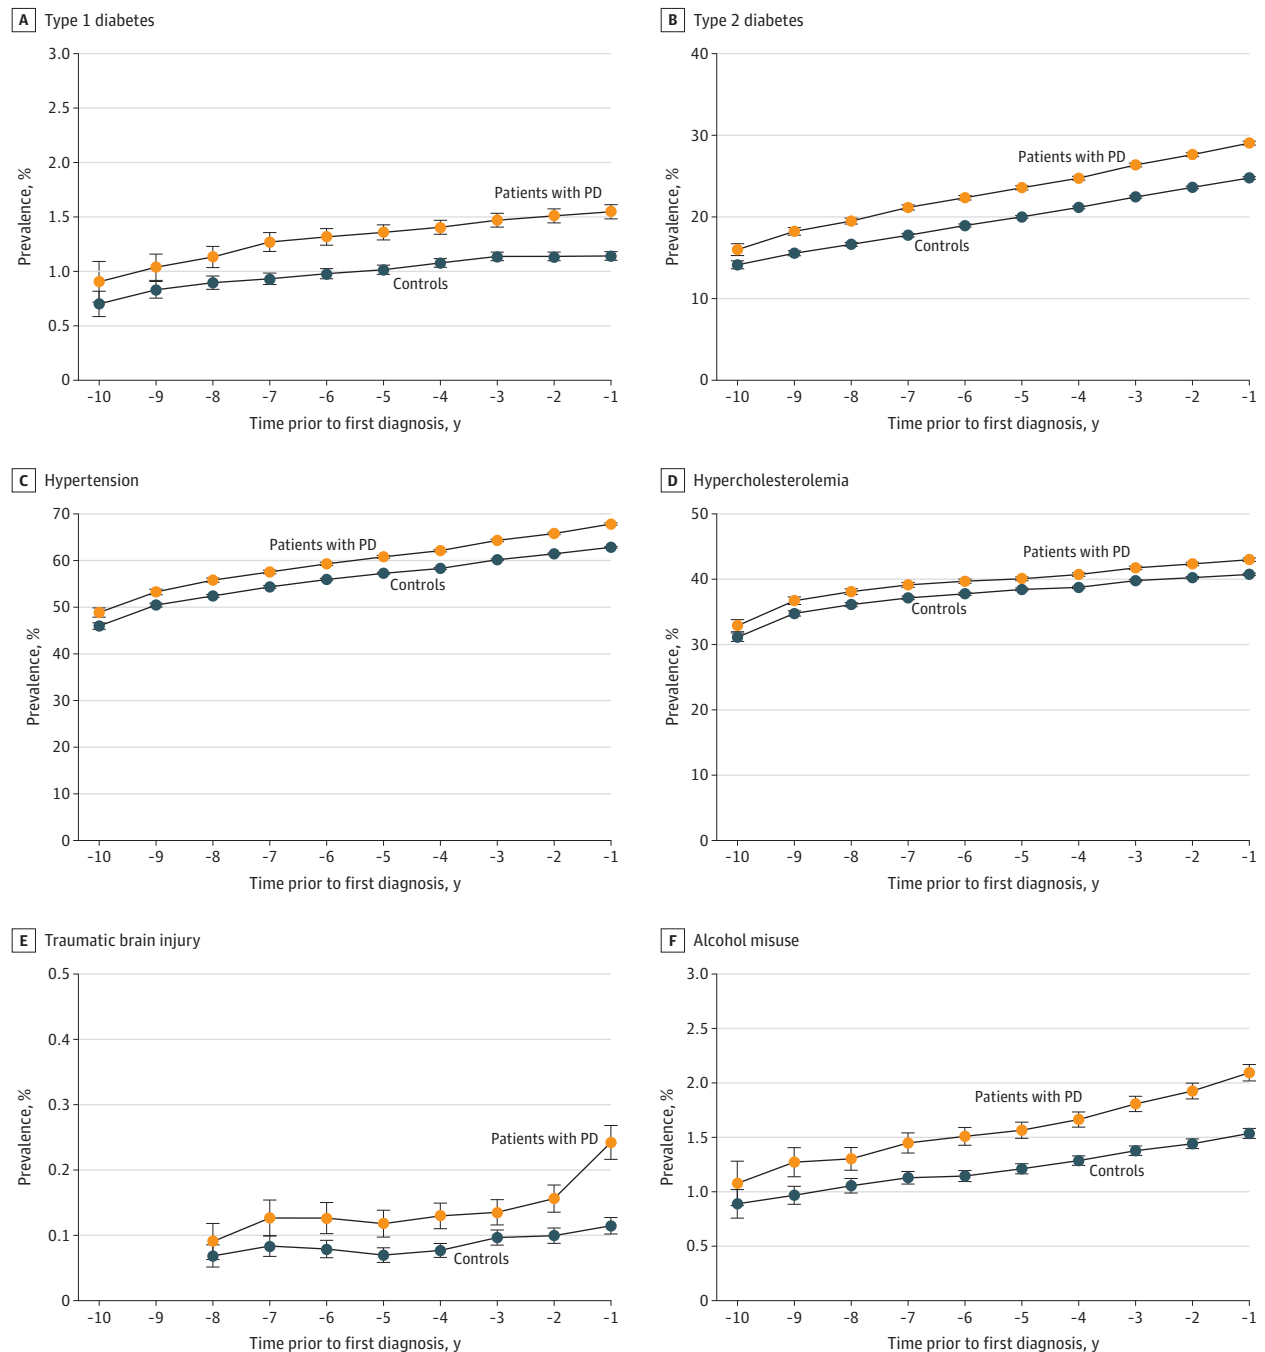 A Type 1 diabetes
3.0
2.5
2.0
1.5
1.0
0.5
0
Prevalence, %
Patients with PD
Controls
-10 -9 -8 -7 -6 -5 -4 -3 -2 -1
Time prior to first diagnosis, y
B Type 2 diabetes
40
30
20
10
0
Prevalence, %
Patients with PD
Controls
-10 -9 -8 -7 -6 -5 -4 -3 -2 -1
Time prior to first diagnosis, y
C Hypertension
70
60
50
40
30
20
10
0
Prevalence, %
Patients with PD
Controls
-10 -9 -8 -7 -6 -5 -4 -3 -2 -1
Time prior to first diagnosis, y
D Hypercholesterolemia
50
40
30
20
10
0
Prevalence, %
Patients with PD
Controls
-10 -9 -8 -7 -6 -5 -4 -3 -2 -1
Time prior to first diagnosis, y
E Traumatic brain injury
0.5
0.4
0.3
0.2
0.1
0
Prevalence, %
Patients with PD
Controls
-10 -9 -8 -7 -6 -5 -4 -3 -2 -1
Time prior to first diagnosis, y
F Alcohol misuse
3.0
2.5
2.0
1.5
1.0
0.5
0
Prevalence, %
Patients with PD
Controls
-10 -9 -8 -7 -6 -5 -4 -3 -2 -1
Time prior to first diagnosis, y